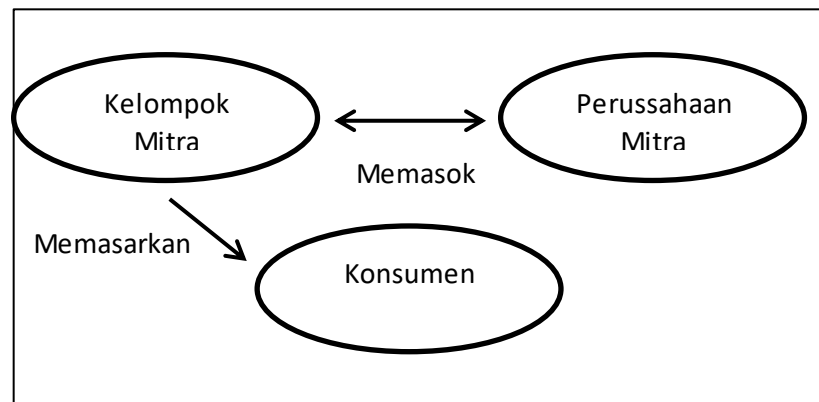 Kelompok
Mitra
Perussahaan
Mitra
Memasok
Memasarkan
Konsumen